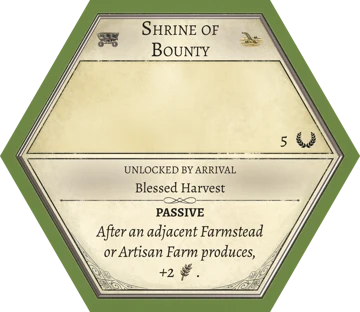 Shrine of
Bounty
5
UNLOCKED BY ARRIVAL
Blessed Harvest
PASSIVE
After an adjacent Farmstead
or Artisan Farm produces,
+2 .